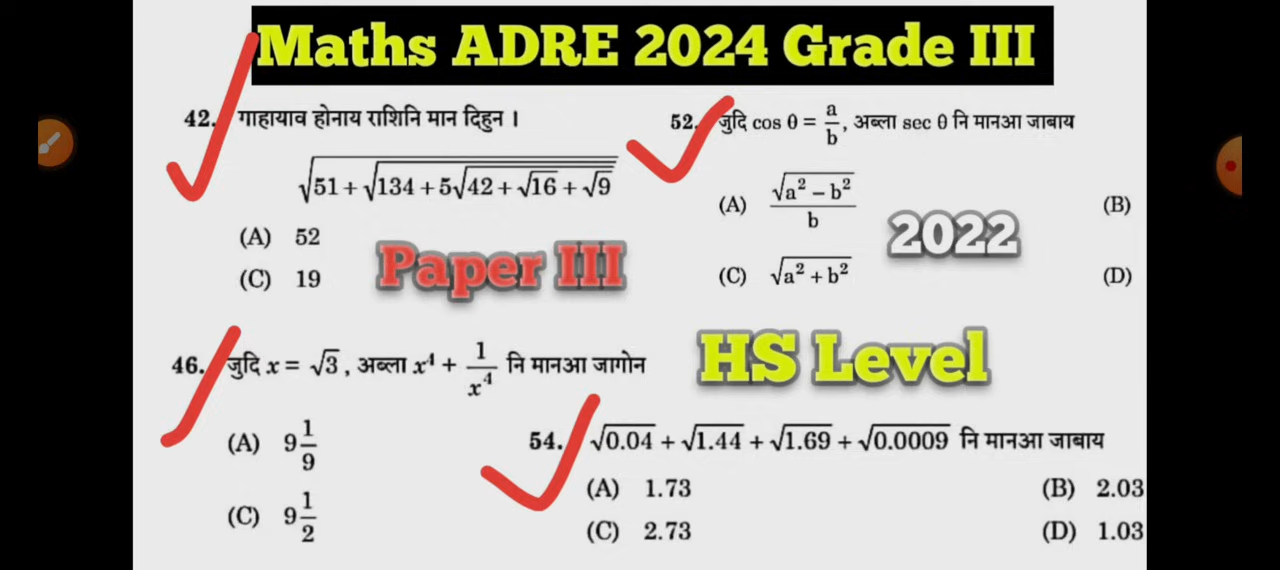 Maths ADRE 2024 Grade III
42. गाहायाव होनाय राशिनि मान दिहुन ।
√51 + √134 + 5√42 + √16 + √9
(A) 52
(C) 19
Paper III
52. जुदि cos θ = a/b, अब्ला sec θ नि मानआ जाबाय
(A) √a² – b² / b
(B)
(C) √a² + b²
(D)
2022
46. जुदि x = √3, अब्ला x⁴ + 1/x⁴ नि मानआ जागोन
(A) 9 1/9
(C) 9 1/2
HS Level
54. √0.04 + √1.44 + √1.69 + √0.0009 नि मानआ जाबाय
(A) 1.73
(B) 2.03
(C) 2.73
(D) 1.03